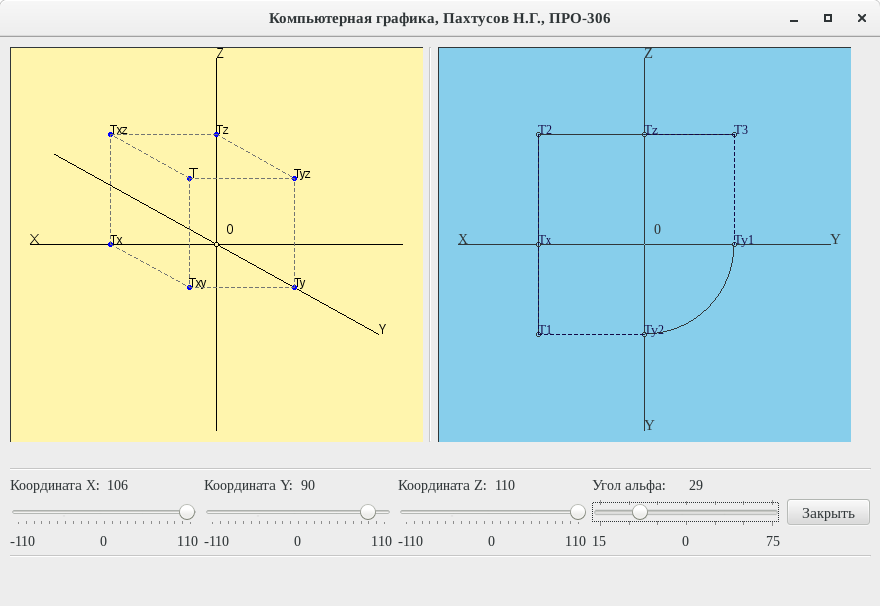 Компьютерная графика, Пахтусов Н.Г., ПРО-306
Z
Txz
Tz
T
Tyz
0
X
Tx
Txy
Ty
Y
Z
T2
Tz
T3
0
X
Tx
Ty1
Y
T1
Ty2
Y
Координата X: 106
Координата Y: 90
Координата Z: 110
Угол альфа: 29
Закрыть
-110 0 110
-110 0 110
-110 0 110
15 0 75